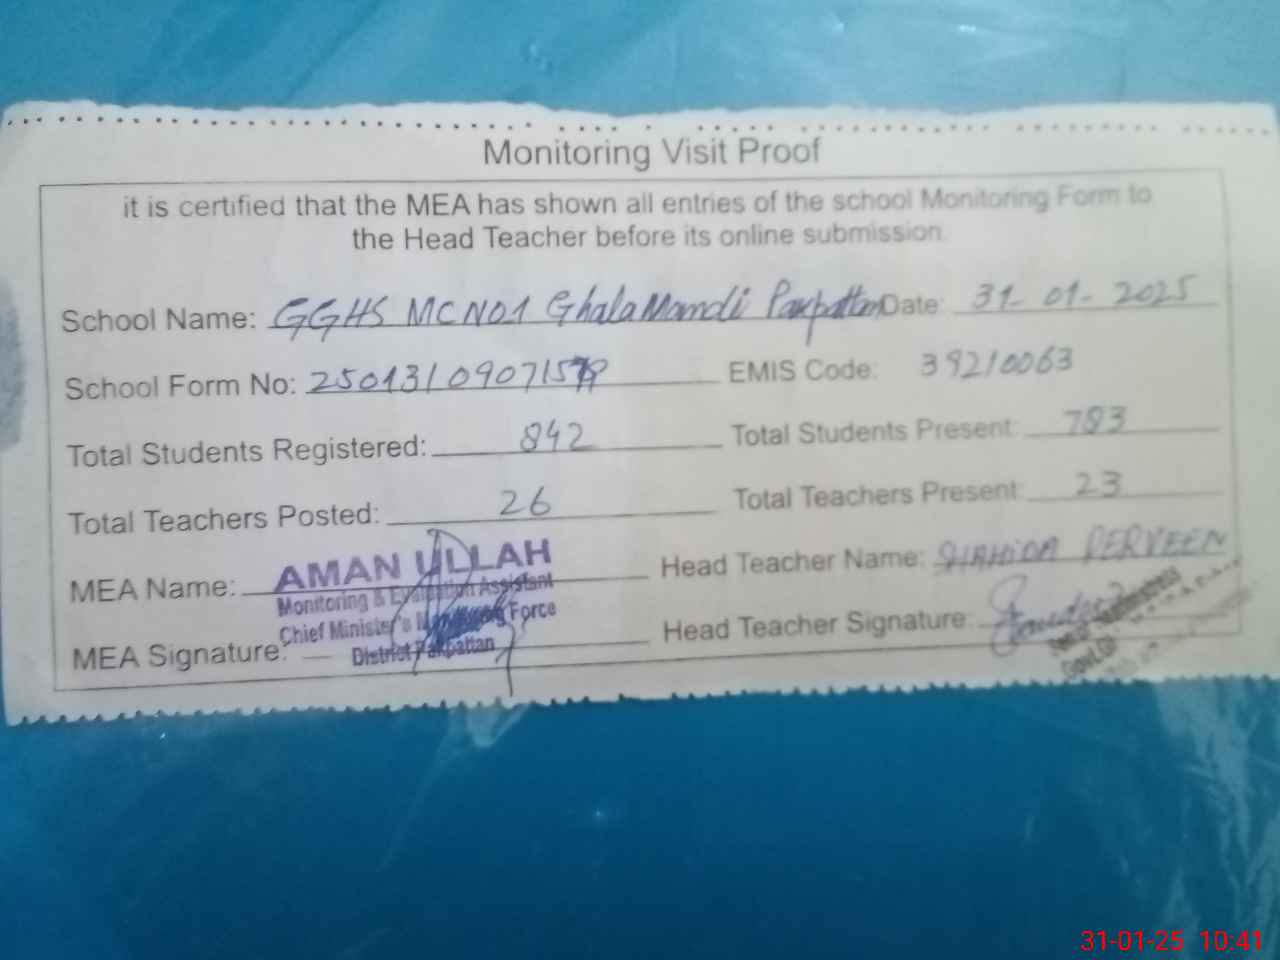 Monitoring Visit Proof
it is certified that the MEA has shown all entries of the school Monitoring Form to
the Head Teacher before its online submission.
School Name: GGHS MC NO1 Ghala Mandi Pakpattan Date: 31-01-2025
School Form No: EMIS Code: 39210063
Total Students Registered: 842 Total Students Present: 783
Total Teachers Posted: 26 Total Teachers Present: 23
MEA Name: AMAN ULLAH Head Teacher Name: SHAHIDA PERVEEN
Monitoring & Evaluation Assistant
Chief Minister's Monitoring Force
MEA Signature: District Pakpattan Head Teacher Signature:
31-01-25 10:41